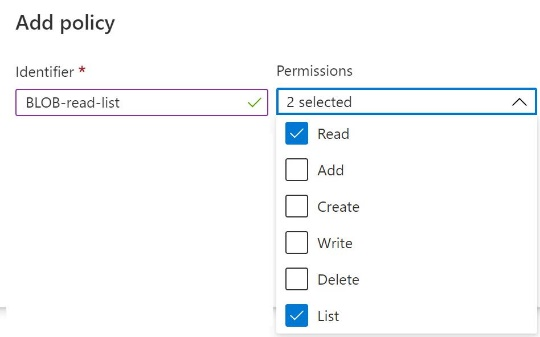 Add policy
Identifier *
Permissions
BLOB-read-list
2 selected
Read
Add
Create
Write
Delete
List